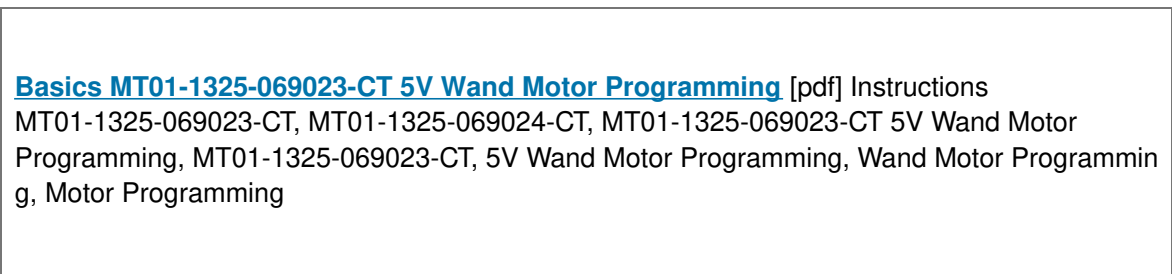 Basics MT01-1325-069023-CT 5V Wand Motor Programming [pdf] Instructions
MT01-1325-069023-CT, MT01-1325-069024-CT, MT01-1325-069023-CT 5V Wand Motor
Programming, MT01-1325-069023-CT, 5V Wand Motor Programming, Wand Motor Programmin
g, Motor Programming